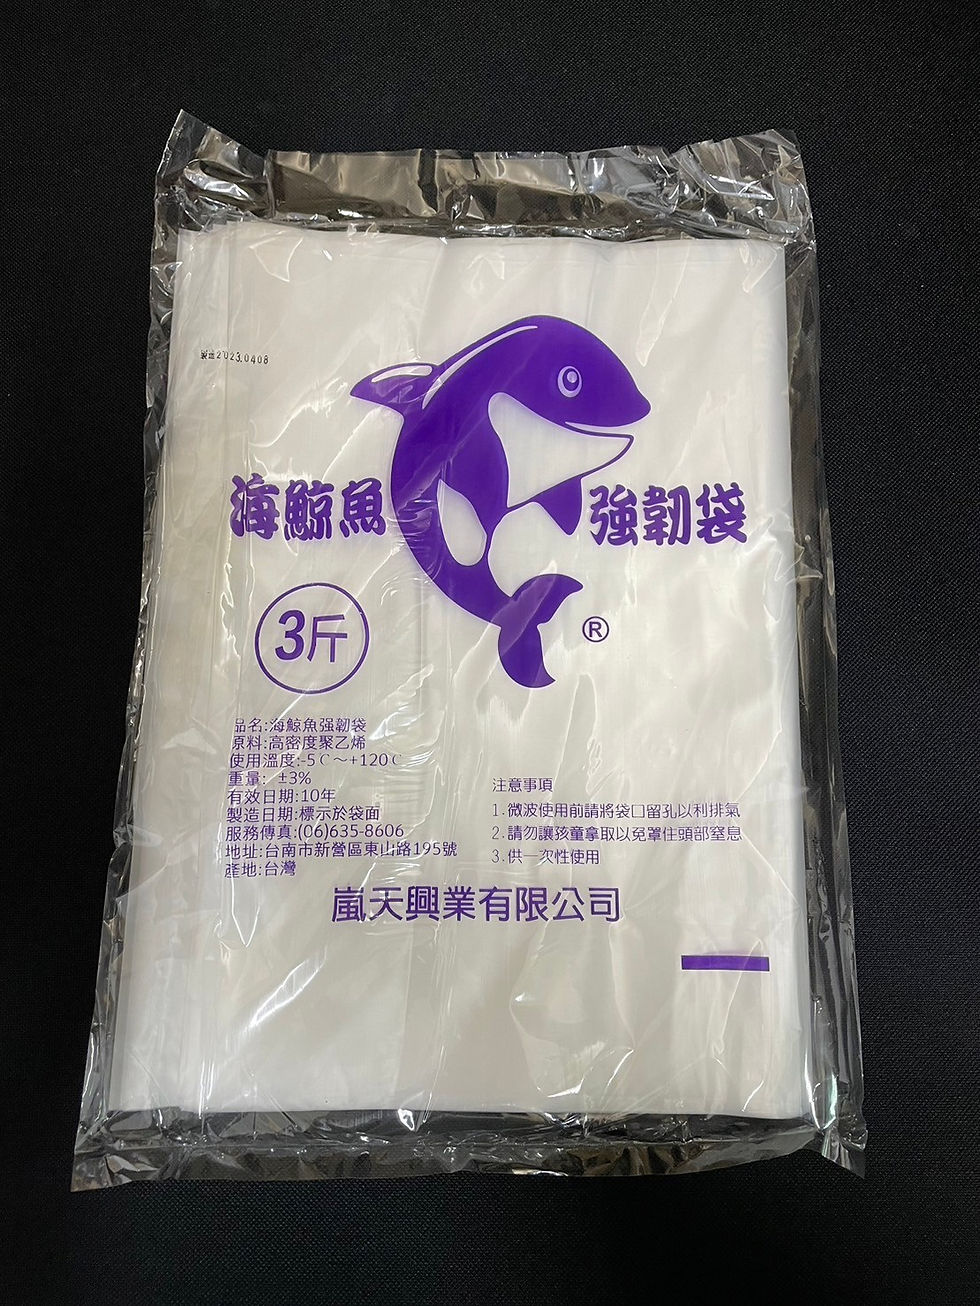 製造2023.0408
海鯨魚 強韌袋
3斤
®
品名:海鯨魚强韌袋
原料:高密度聚乙烯
使用溫度:-5℃～+120℃
重量: ±3%
有效日期:10年
製造日期:標示於袋面
服務傳真:(06)635-8606
地址:台南市新營區東山路195號
產地:台灣
注意事項
1.微波使用前請將袋口留孔以利排氣
2.請勿讓孩童拿取以免罩住頭部窒息
3.供一次性使用
嵐天興業有限公司